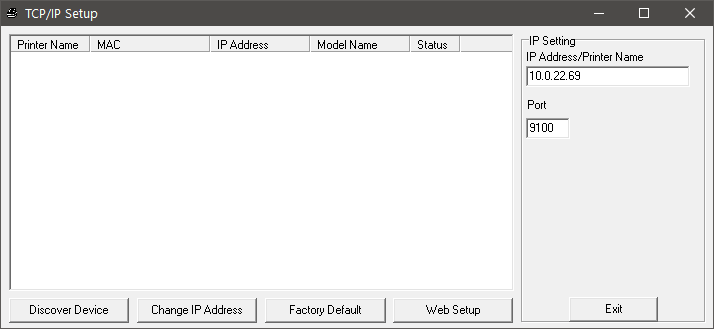 TCP/IP Setup
Printer Name MAC IP Address Model Name Status
IP Setting
IP Address/Printer Name
10.0.22.69
Port
9100
Discover Device Change IP Address Factory Default Web Setup Exit